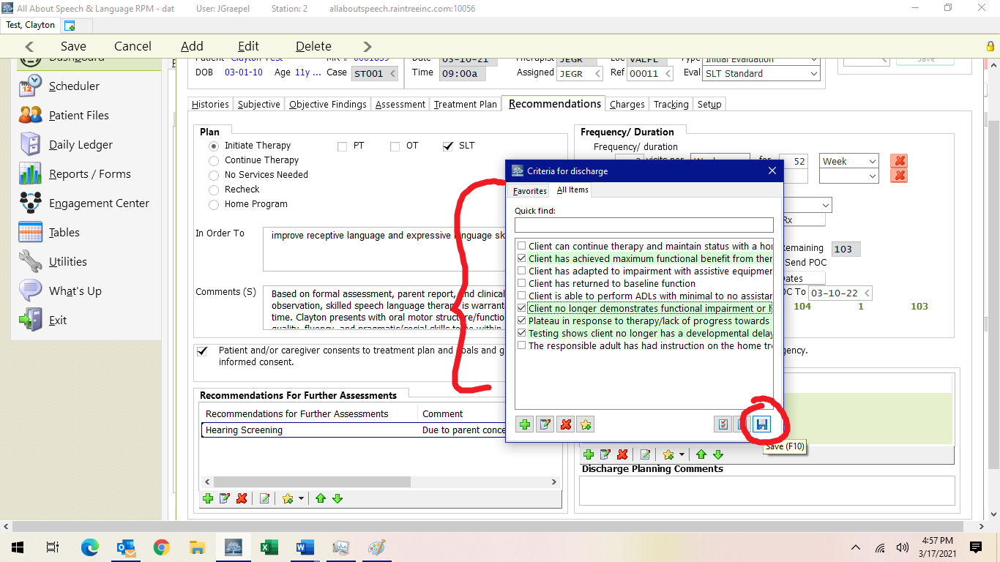 All About Speech & Language RPM - dat User: JGraepel Station: 2 allaboutspeech.raintreeinc.com:10056
Test, Clayton
Save Cancel Add Edit Delete
Dashboard
Scheduler
Patient Files
Daily Ledger
Reports / Forms
Engagement Center
Tables
Utilities
What's Up
Exit
Patient Clayton Test MR # 0001039 Date 03-10-21 Therapist JEGR Loc VALFL Type Initial Evaluation
DOB 03-01-10 Age 11y ... Case ST001 Time 09:00a Assigned JEGR Ref 00011 Eval SLT Standard
Save
Histories Subjective Objective Findings Assessment Treatment Plan Recommendations Charges Tracking Setup
Plan
Initiate Therapy PT OT SLT
Continue Therapy
No Services Needed
Recheck
Home Program
In Order To improve receptive language and expressive language sk
Comments (S) Based on formal assessment, parent report, and clinical
observation, skilled speech language therapy is warrant
time. Clayton presents with oral motor structure/functio
quality, fluency, and pragmatic/social skills to be within
Patient and/or caregiver consents to treatment plan and goals and g
informed consent.
Recommendations For Further Assessments
Recommendations for Further Assessments Comment
Hearing Screening Due to parent conce
Frequency/ Duration
Frequency/ duration
visits per Week for 52 Week
Rx
Remaining 103
Send POC
Dates
OC To 03-10-22
104 1 103
gency.
Criteria for discharge
Favorites All Items
Quick find:
Client can continue therapy and maintain status with a hor
Client has achieved maximum functional benefit from ther
Client has adapted to impairment with assistive equipmer
Client has returned to baseline function
Client is able to perform ADLs with minimal to no assistar
Client no longer demonstrates functional impairment or
Plateau in response to therapy/lack of progress towards
Testing shows client no longer has a developmental delay
The responsible adult has had instruction on the home tre
Save (F10)
Discharge Planning Comments
4:57 PM
3/17/2021